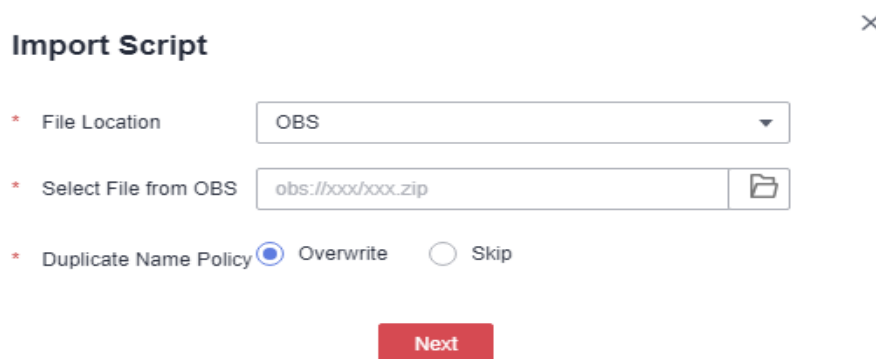 Import Script
* File Location OBS
* Select File from OBS obs://xxx/xxx.zip
* Duplicate Name Policy Overwrite Skip
Next